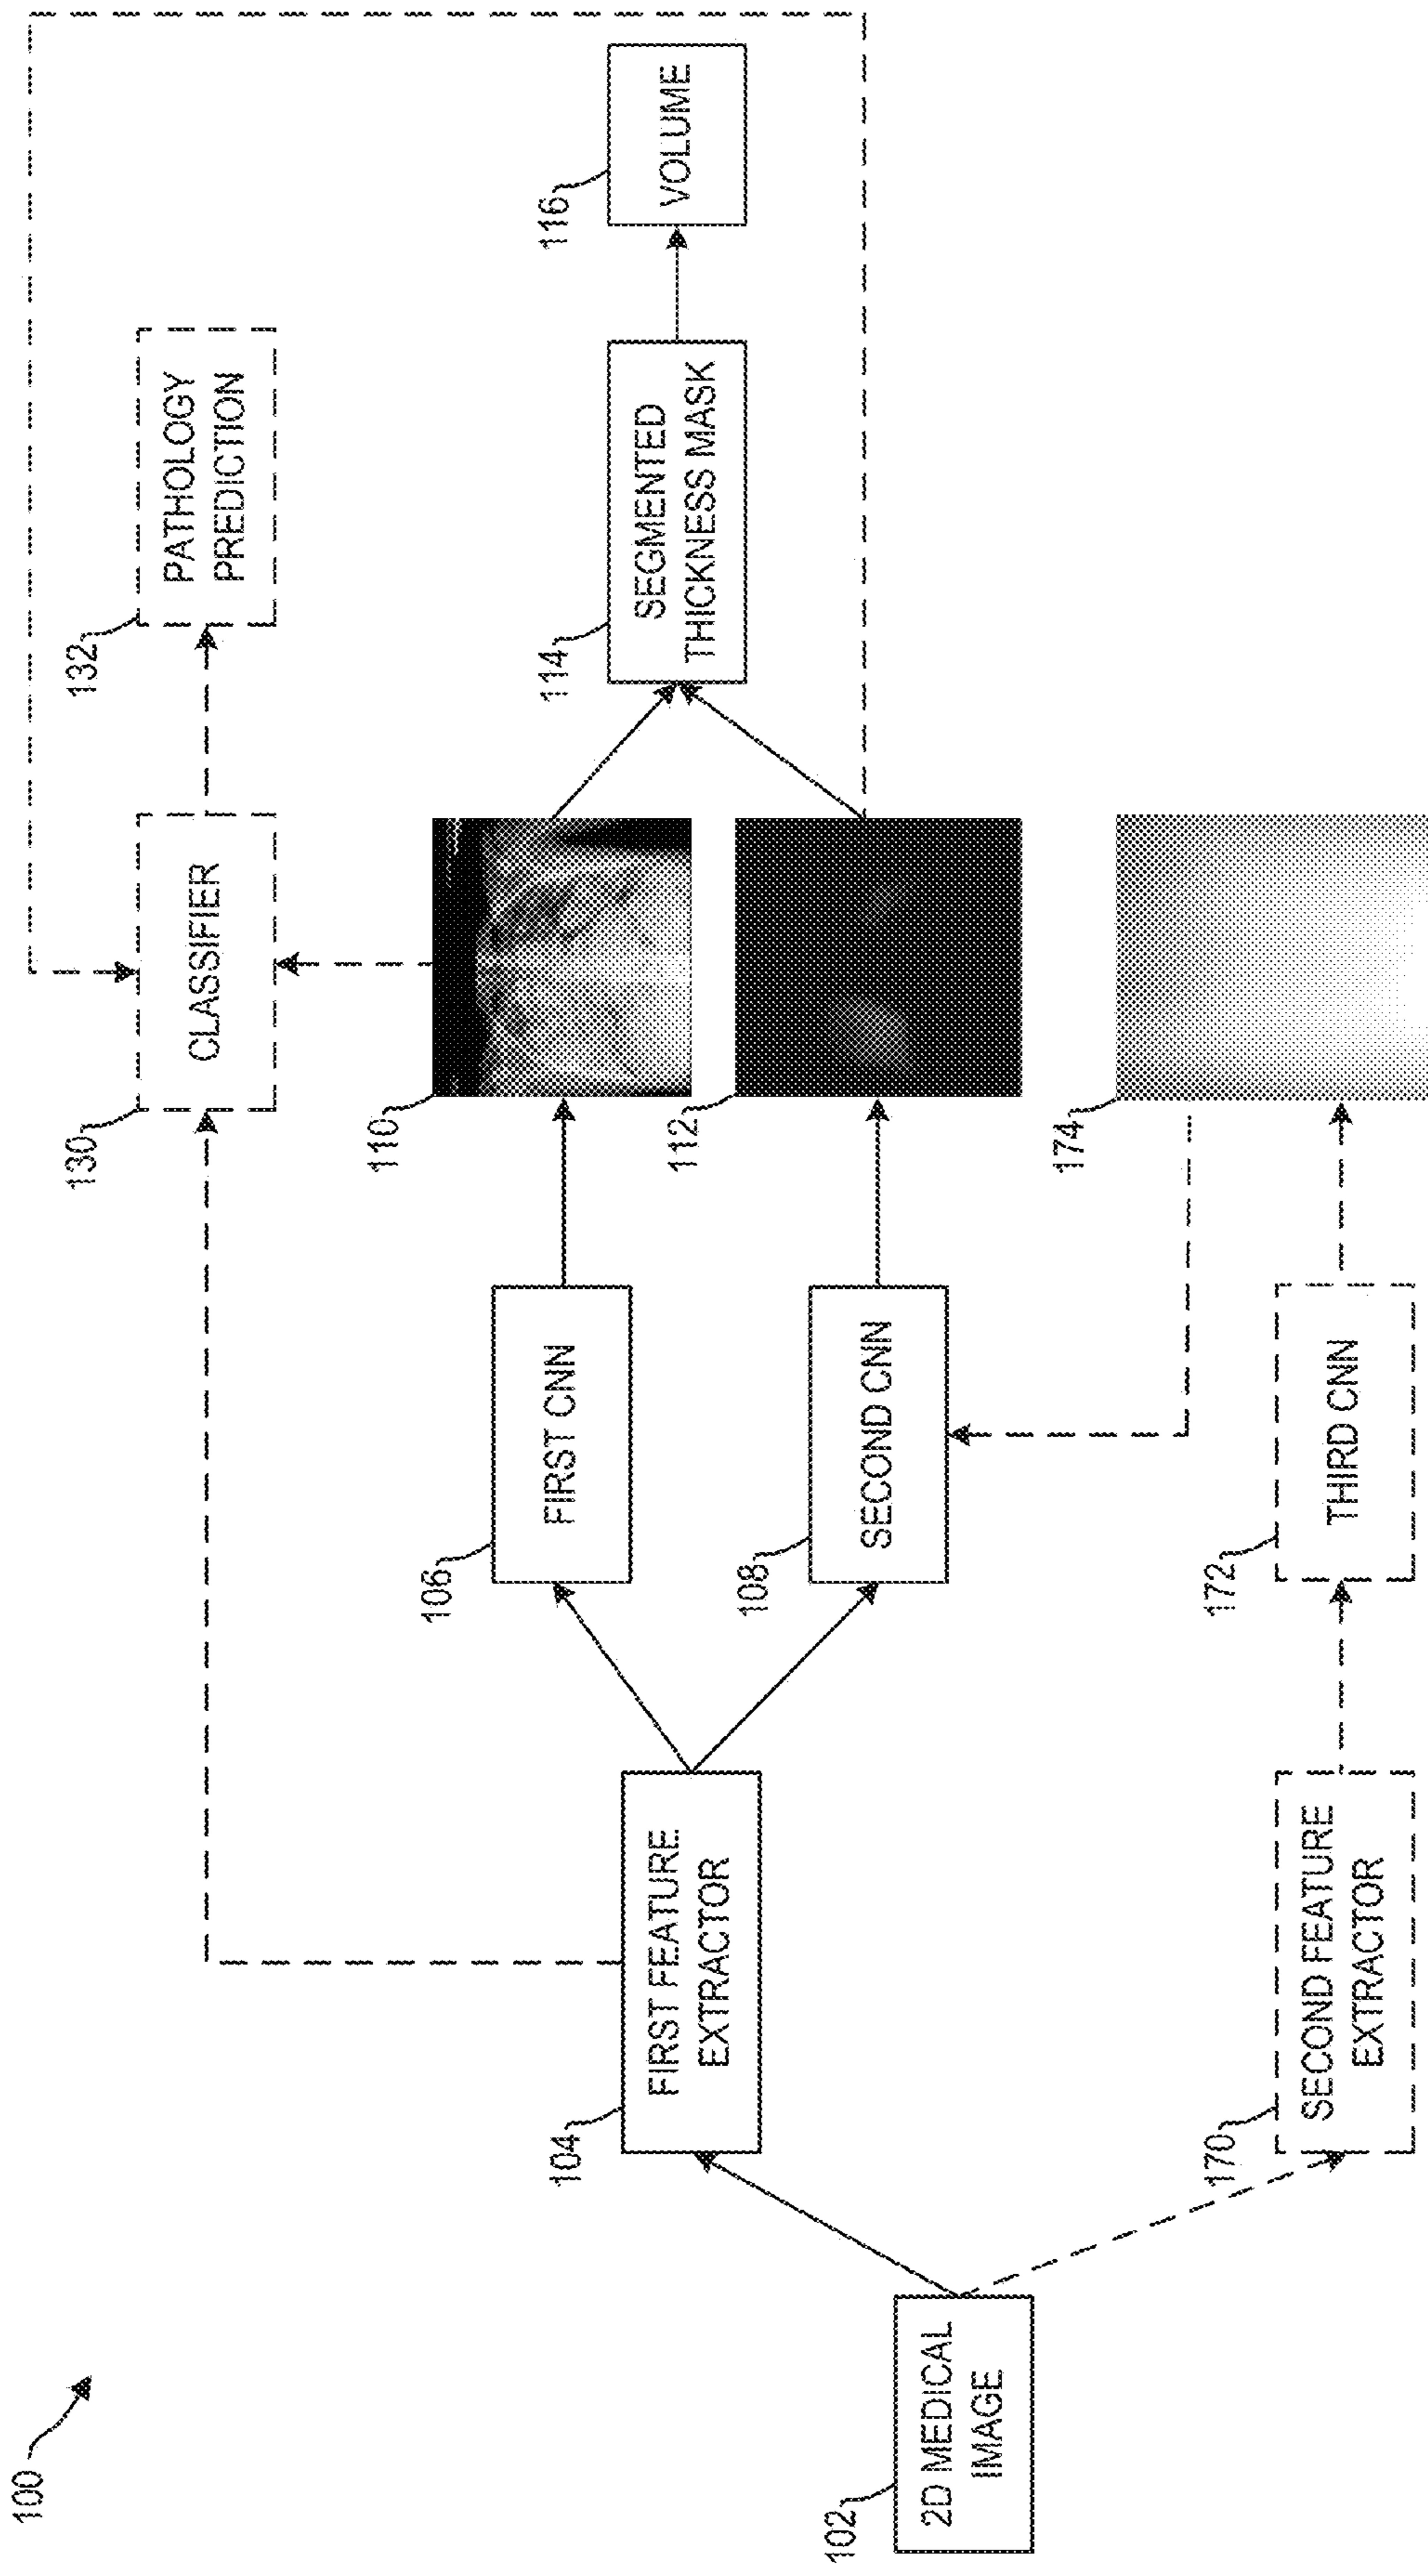 100
102
2D MEDICAL
IMAGE
104
FIRST FEATURE
EXTRACTOR
170
SECOND FEATURE
EXTRACTOR
106
FIRST CNN
108
SECOND CNN
172
THIRD CNN
130
CLASSIFIER
110
112
174
132
PATHOLOGY
PREDICTION
114
SEGMENTED
THICKNESS MASK
116
VOLUME